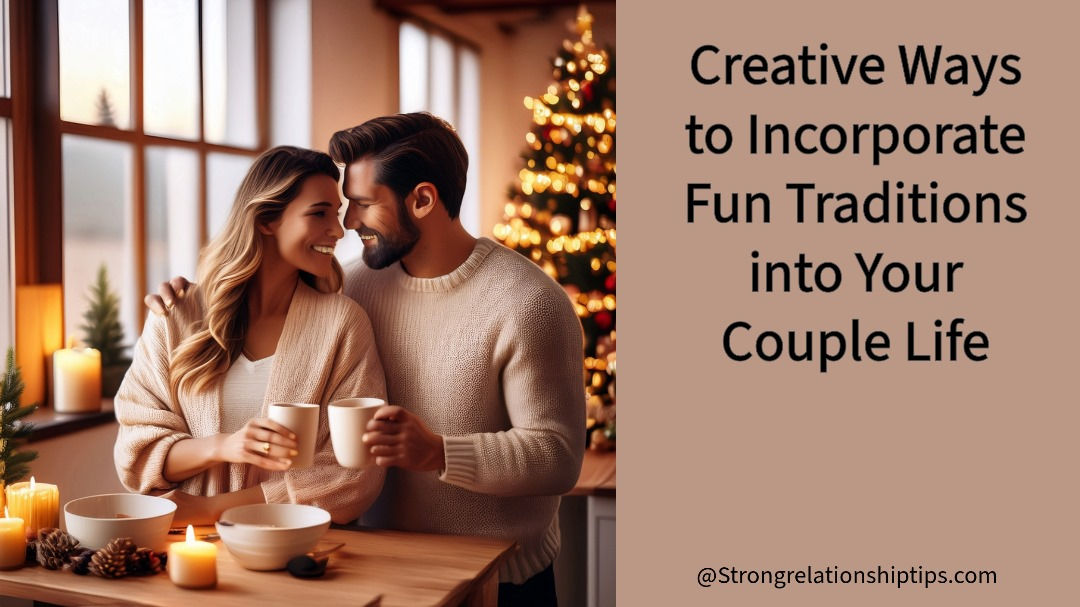 Creative Ways
to Incorporate
Fun Traditions
into Your
Couple Life
@Strongrelationshiptips.com